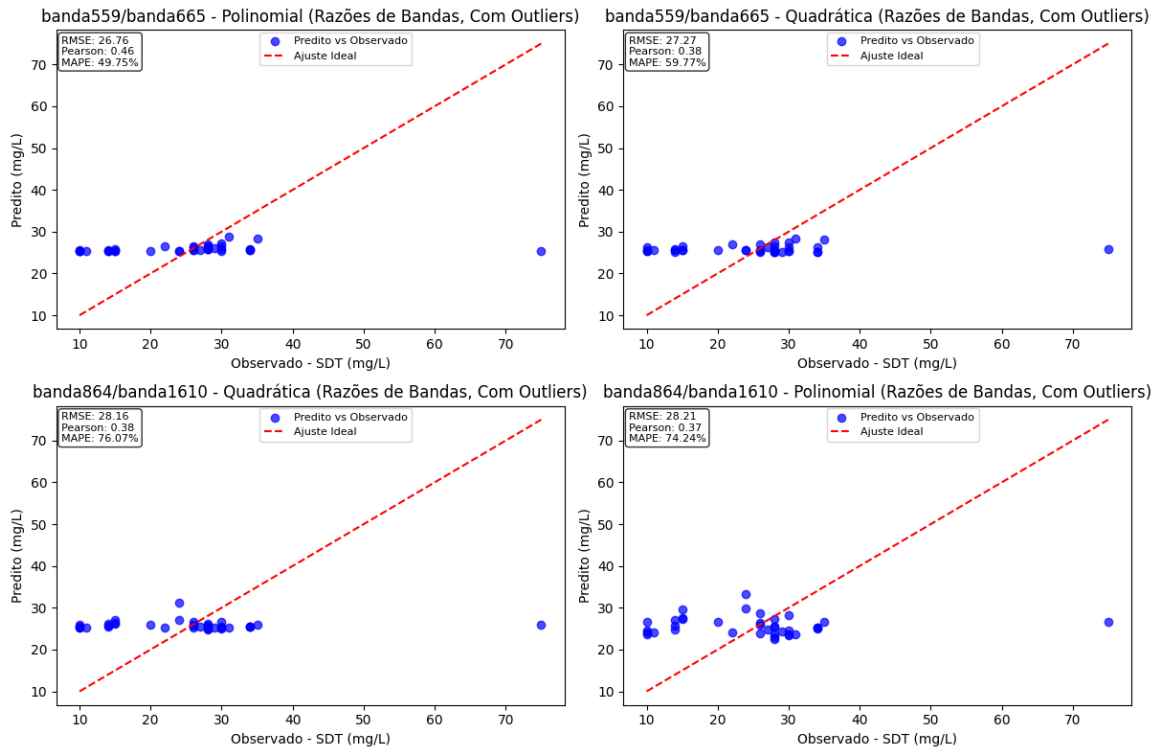 banda559/banda665 - Polinomial (Razões de Bandas, Com Outliers)
RMSE: 26.76
Pearson: 0.46
MAPE: 49.75%
Predito vs Observado
Ajuste Ideal
70
60
50
40
30
20
10
Predito (mg/L)
10 20 30 40 50 60 70
Observado - SDT (mg/L)
banda559/banda665 - Quadrática (Razões de Bandas, Com Outliers)
RMSE: 27.27
Pearson: 0.38
MAPE: 59.77%
Predito vs Observado
Ajuste Ideal
70
60
50
40
30
20
10
Predito (mg/L)
10 20 30 40 50 60 70
Observado - SDT (mg/L)
banda864/banda1610 - Quadrática (Razões de Bandas, Com Outliers)
RMSE: 28.16
Pearson: 0.38
MAPE: 76.07%
Predito vs Observado
Ajuste Ideal
70
60
50
40
30
20
10
Predito (mg/L)
10 20 30 40 50 60 70
Observado - SDT (mg/L)
banda864/banda1610 - Polinomial (Razões de Bandas, Com Outliers)
RMSE: 28.21
Pearson: 0.37
MAPE: 74.24%
Predito vs Observado
Ajuste Ideal
70
60
50
40
30
20
10
Predito (mg/L)
10 20 30 40 50 60 70
Observado - SDT (mg/L)